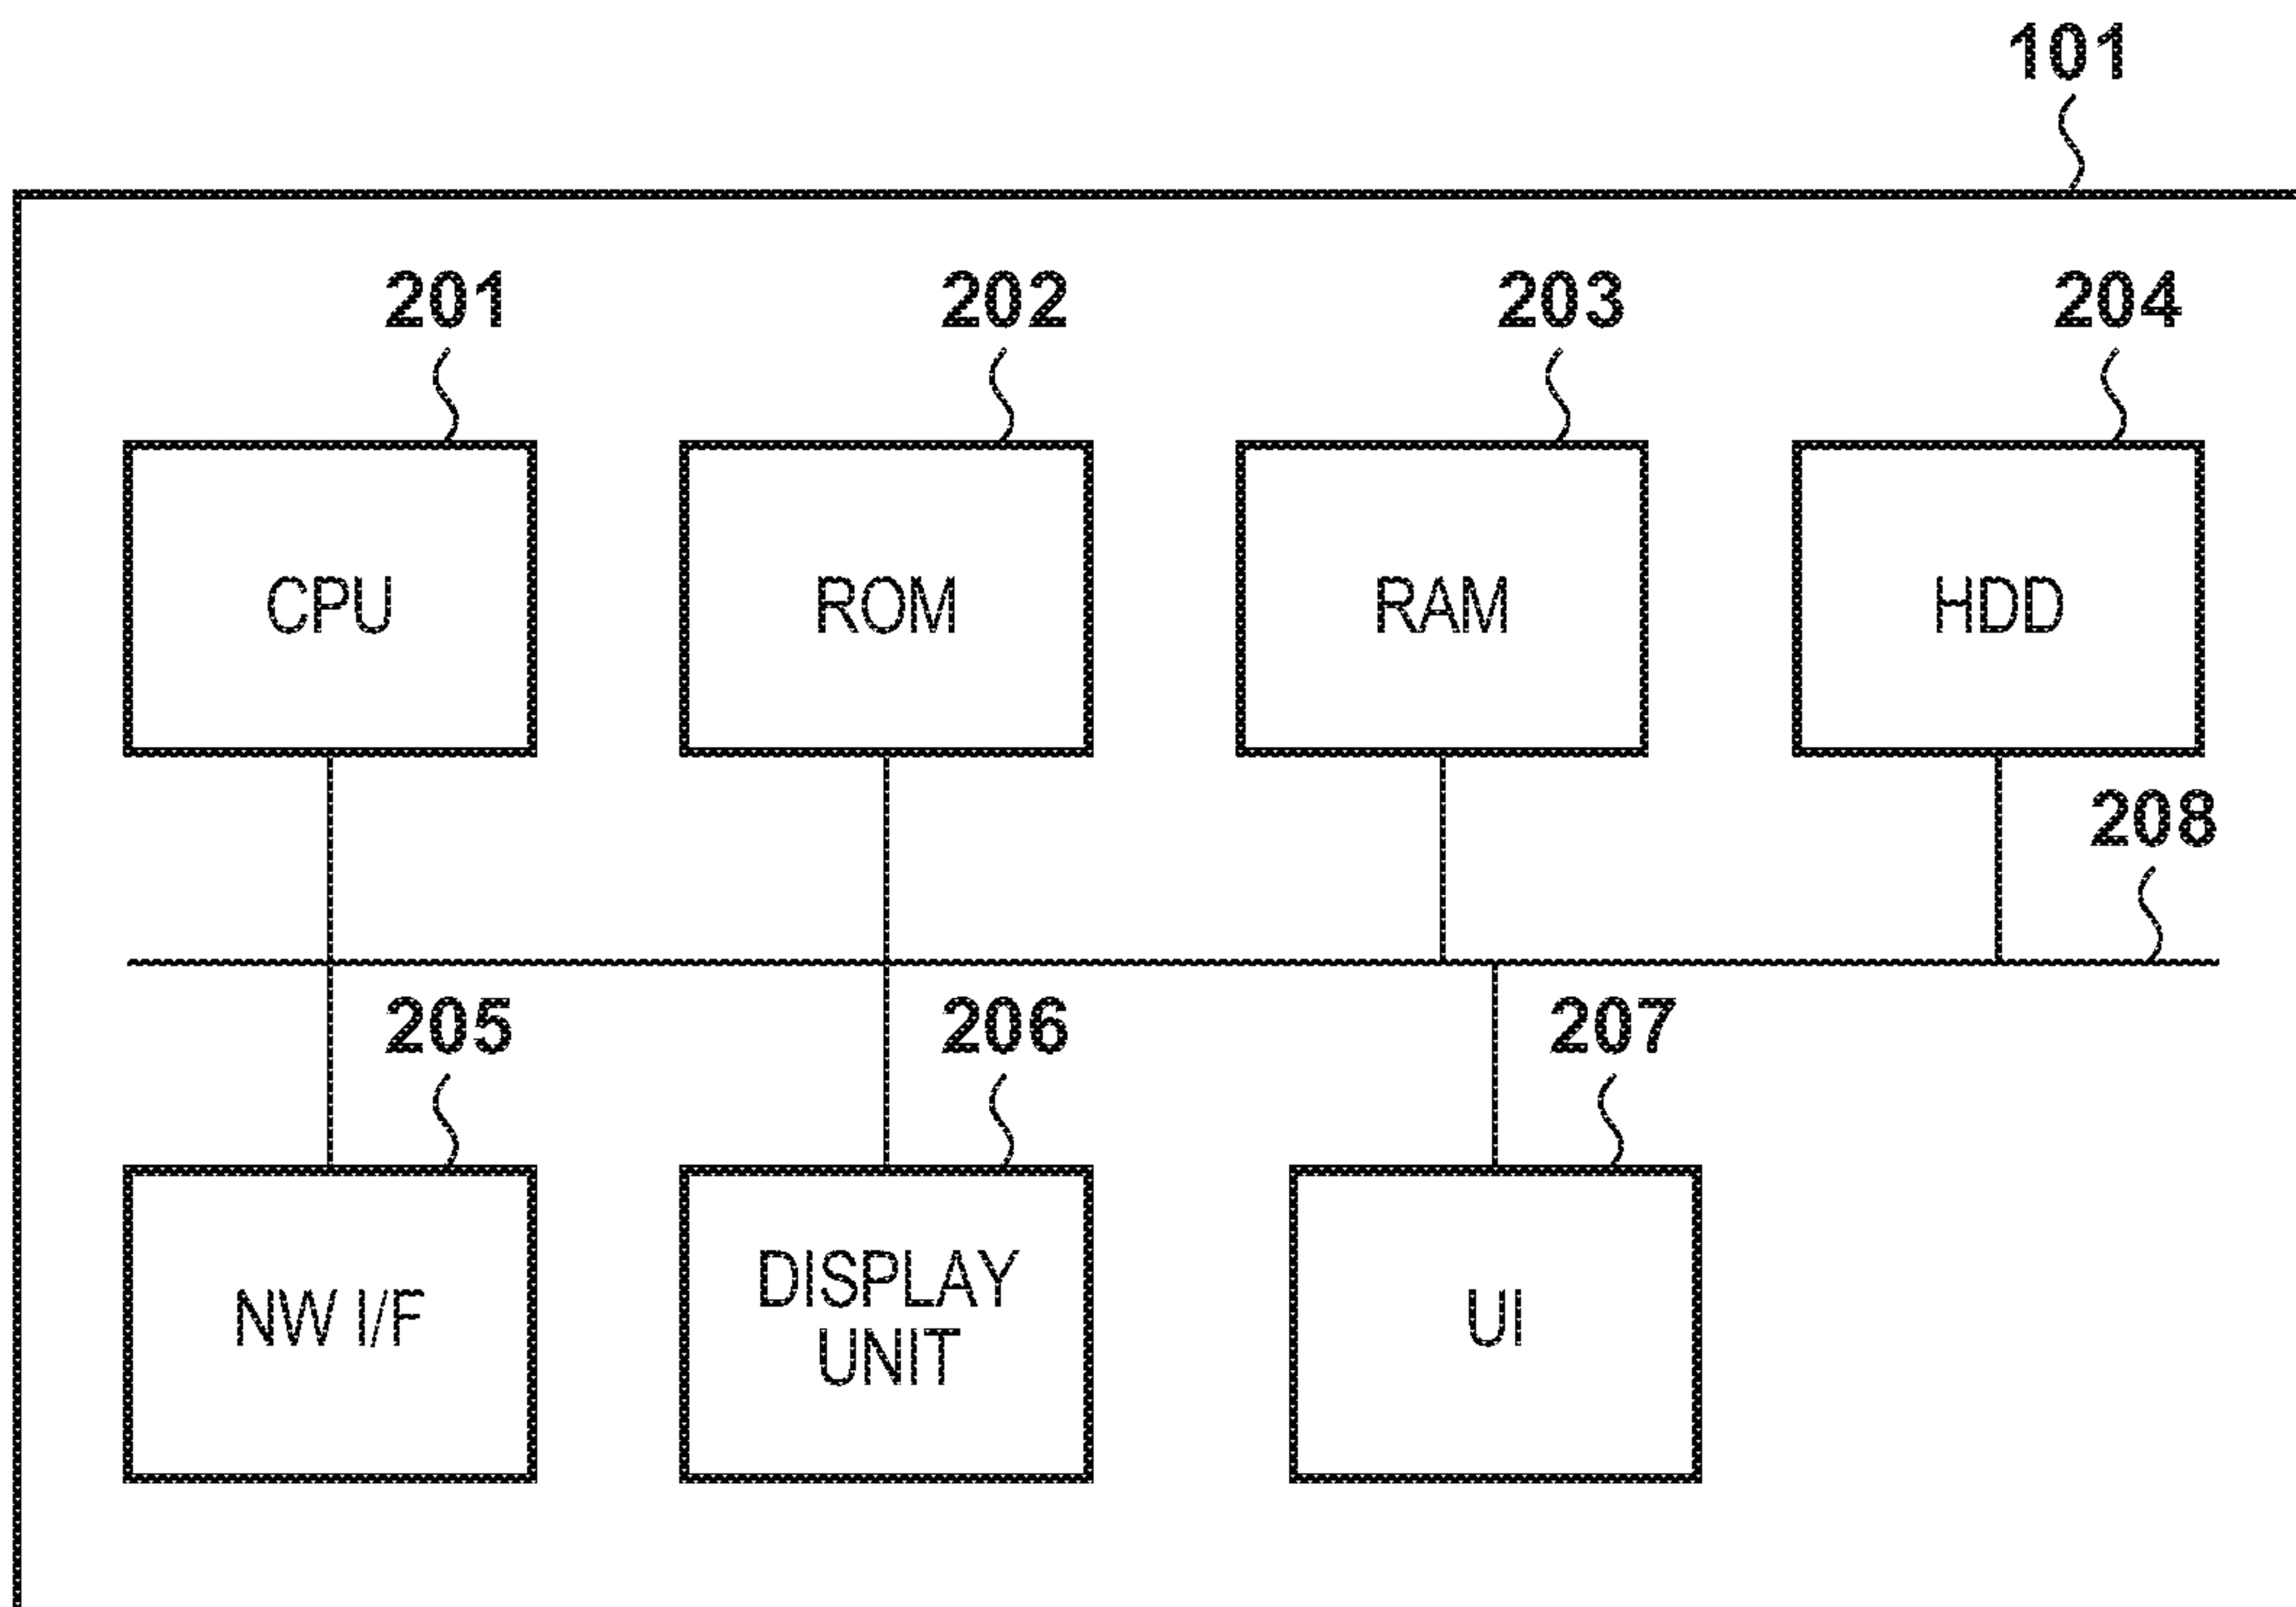 101
201
202
203
204
CPU
ROM
RAM
HDD
208
205
206
207
NW I/F
DISPLAY
UNIT
UI